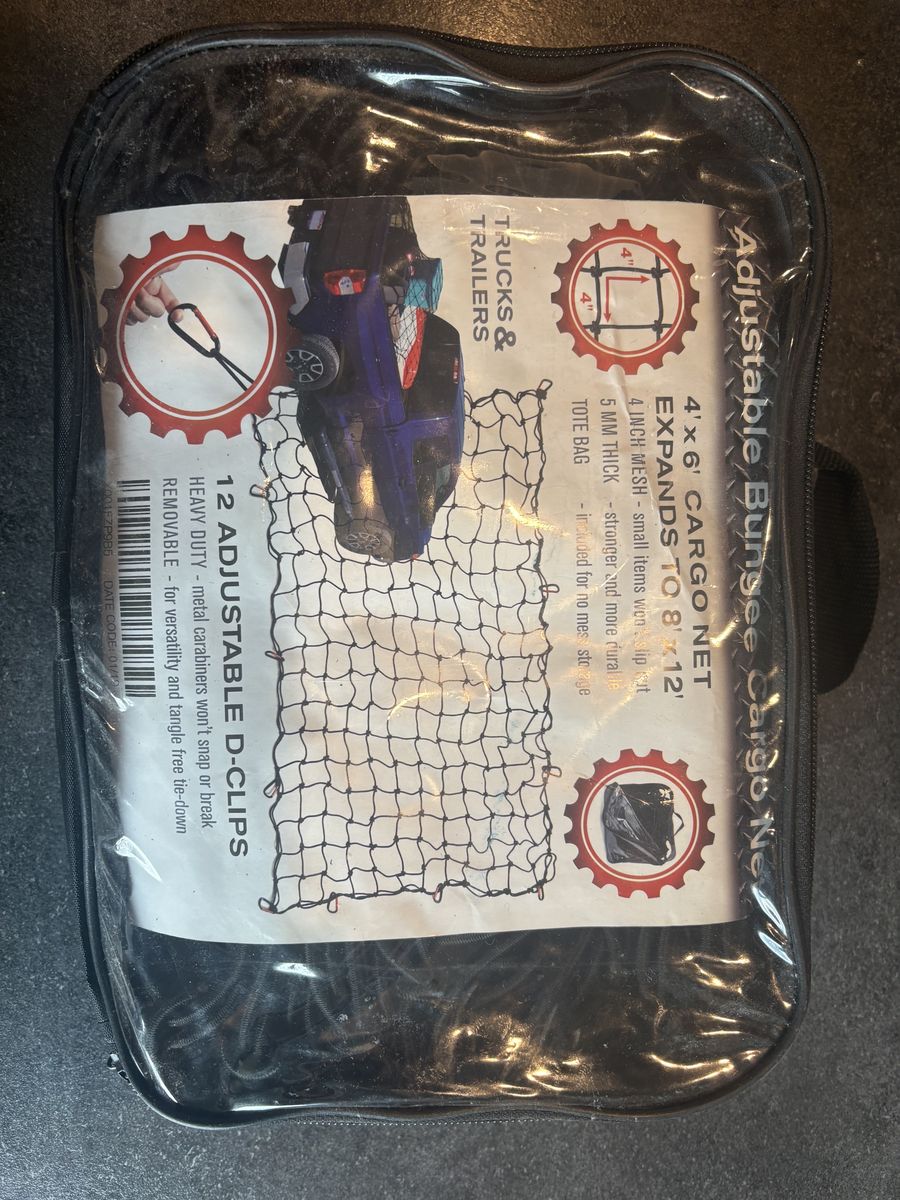 Adjustable Bungee Cargo Ne
4"
4"
4' x 6' CARGO NET
EXPANDS TO 8' x 12'
4 INCH MESH - small items won't slip out
5 MM THICK - stronger and more durable
TOTE BAG - included for no mess storage
TRUCKS &
TRAILERS
12 ADJUSTABLE D-CLIPS
HEAVY DUTY - metal carabiners won't snap or break
REMOVABLE - for versatility and tangle free tie-down
DATE CODE: